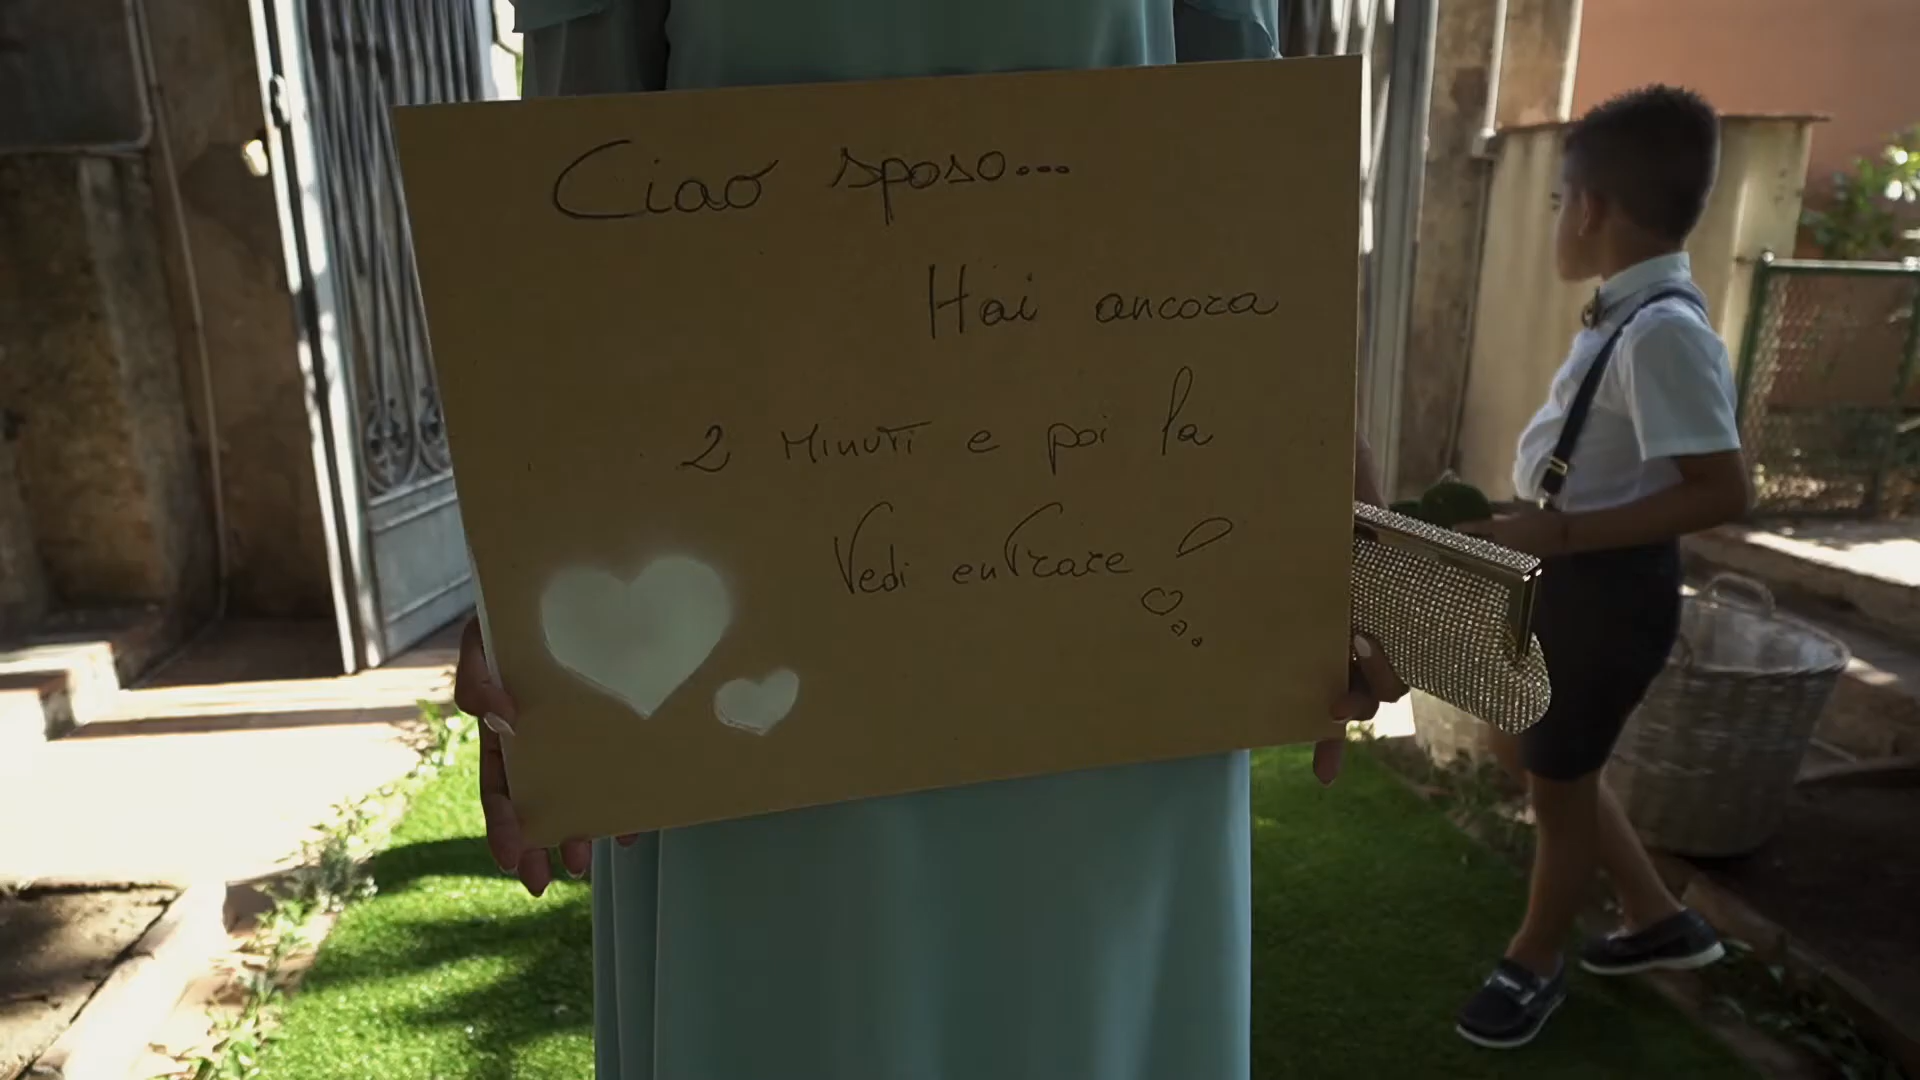 Ciao sposo...
Hai ancora
2 minuti e poi la
Vedi entrare!